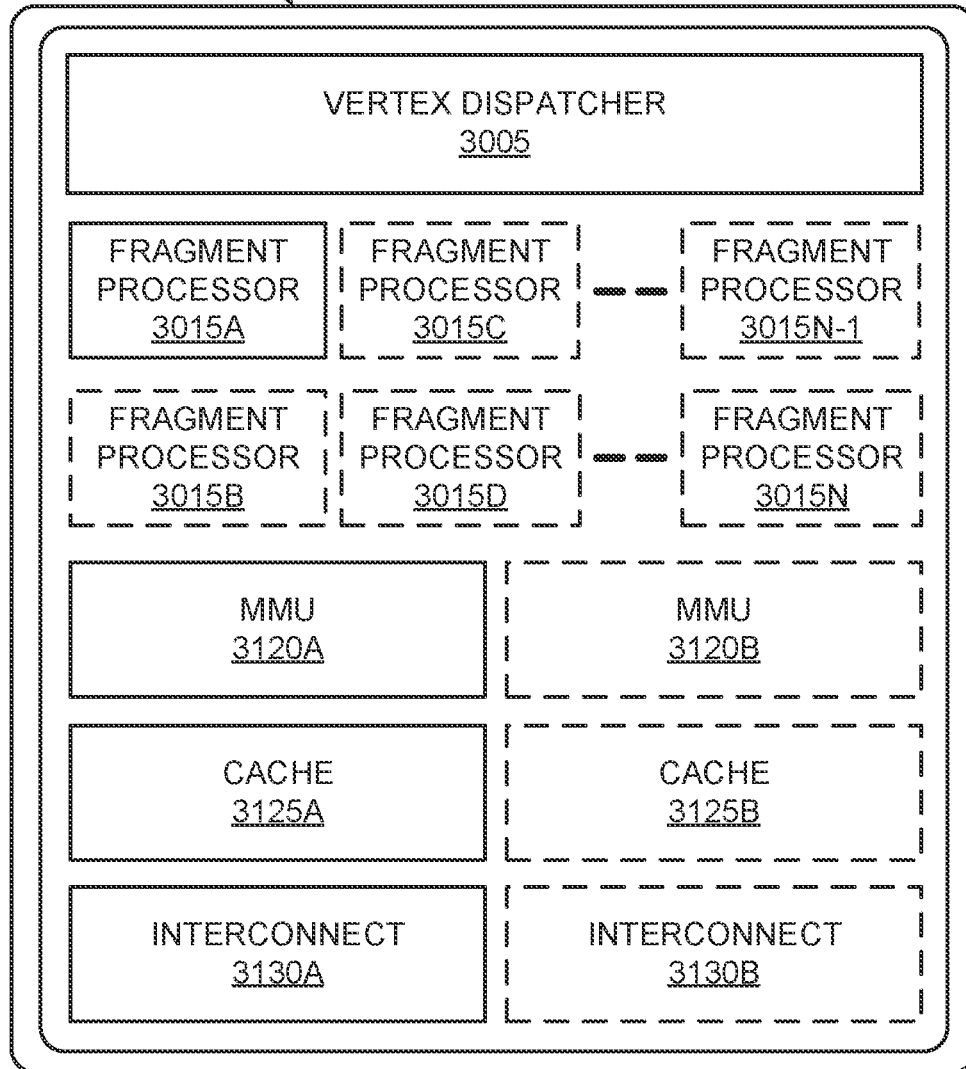 VERTEX DISPATCHER
3005
FRAGMENT
PROCESSOR
3015A
FRAGMENT
PROCESSOR
3015C
FRAGMENT
PROCESSOR
3015N-1
FRAGMENT
PROCESSOR
3015B
FRAGMENT
PROCESSOR
3015D
FRAGMENT
PROCESSOR
3015N
MMU
3120A
MMU
3120B
CACHE
3125A
CACHE
3125B
INTERCONNECT
3130A
INTERCONNECT
3130B